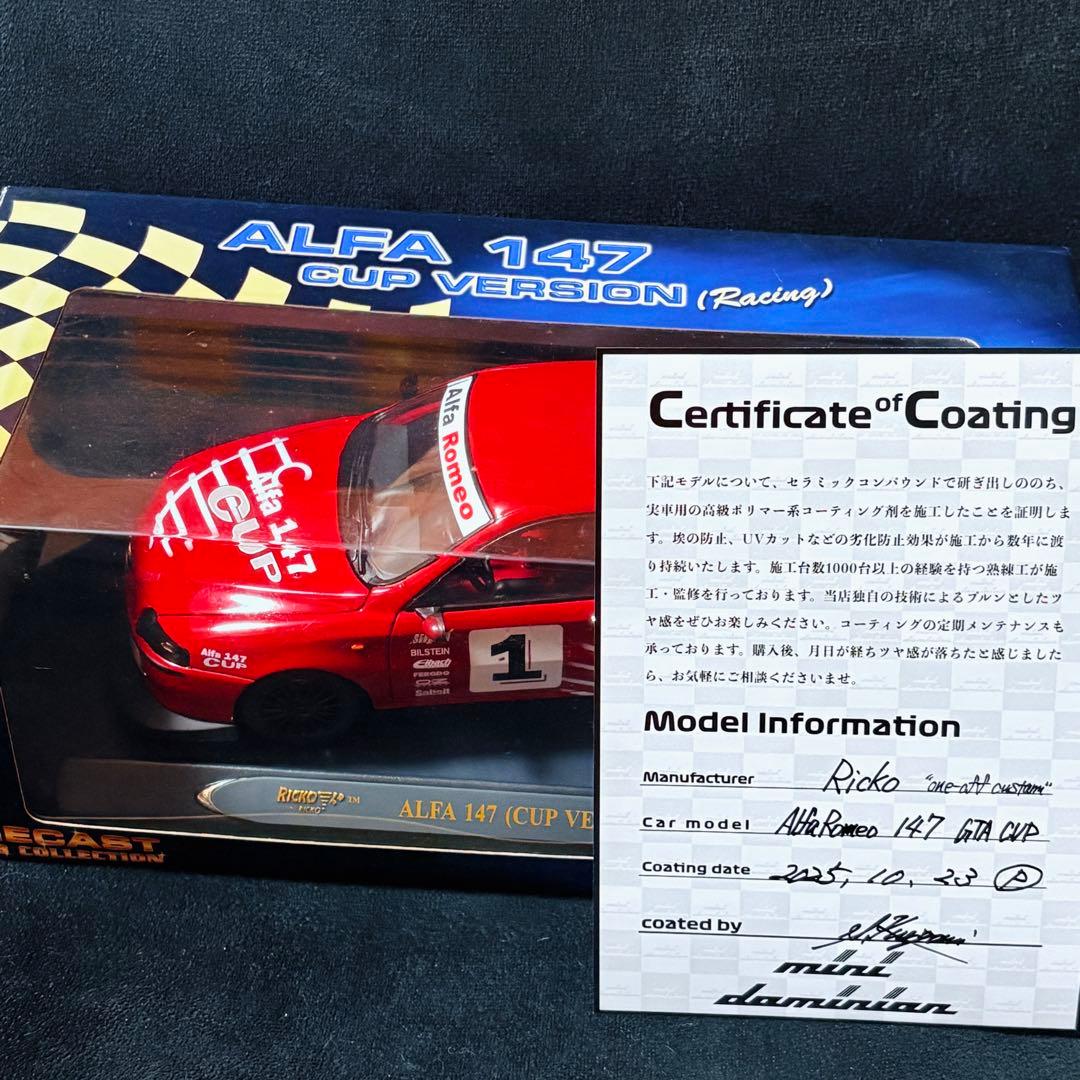 ALFA 147
CUP VERSION (Racing)
Alfa Romeo
Alfa 147
CUP
Alfa 147
CUP
BILSTEIN
Eibach
FERODO
OZ
Sabelt
1
RICKO TM
RICKO
ALFA 147 (CUP VE
ECAST
COLLECTION
Certificate of Coating
下記モデルについて、セラミックコンパウンドで研ぎ出しののち、
実車用の高級ポリマー系コーティング剤を施工したことを証明しま
す。埃の防止、UVカットなどの劣化防止効果が施工から数年に渡
り持続いたします。施工台数1000台以上の経験を持つ熟練工が施
工・監修を行っております。当店独自の技術によるプルンとしたツ
ヤ感をぜひお楽しみください。コーティングの定期メンテナンスも
承っております。購入後、月日が経ちツヤ感が落ちたと感じました
ら、お気軽にご相談くださいませ。
Model Information
Manufacturer Ricko "one-off custom"
Car model Alfa Romeo 147 GTA CUP
Coating date 2025, 10, 23 P
coated by
mini
daminian